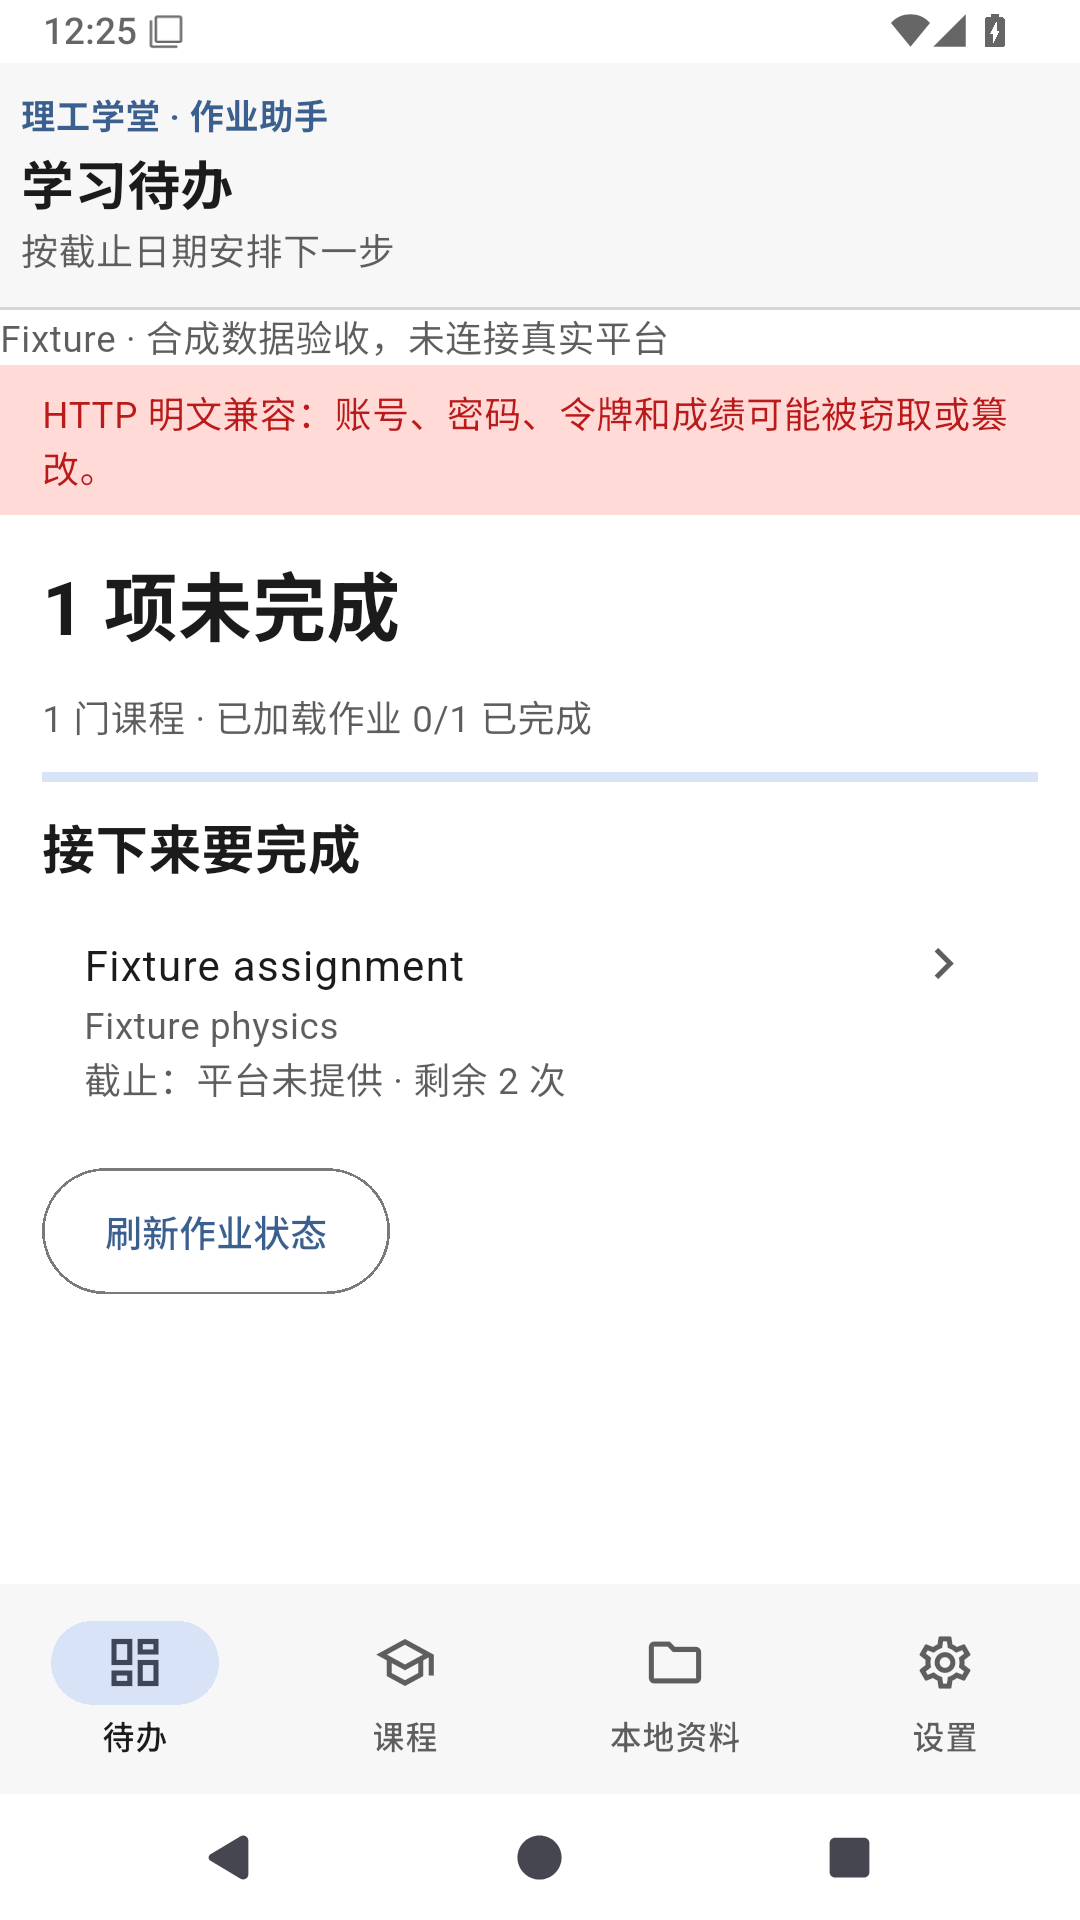 12:25
理工学堂 · 作业助手
学习待办
按截止日期安排下一步
Fixture · 合成数据验收，未连接真实平台
HTTP 明文兼容：账号、密码、令牌和成绩可能被窃取或篡
改。
1 项未完成
1 门课程 · 已加载作业 0/1 已完成
接下来要完成
Fixture assignment
Fixture physics
截止：平台未提供 · 剩余 2 次
刷新作业状态
待办
课程
本地资料
设置